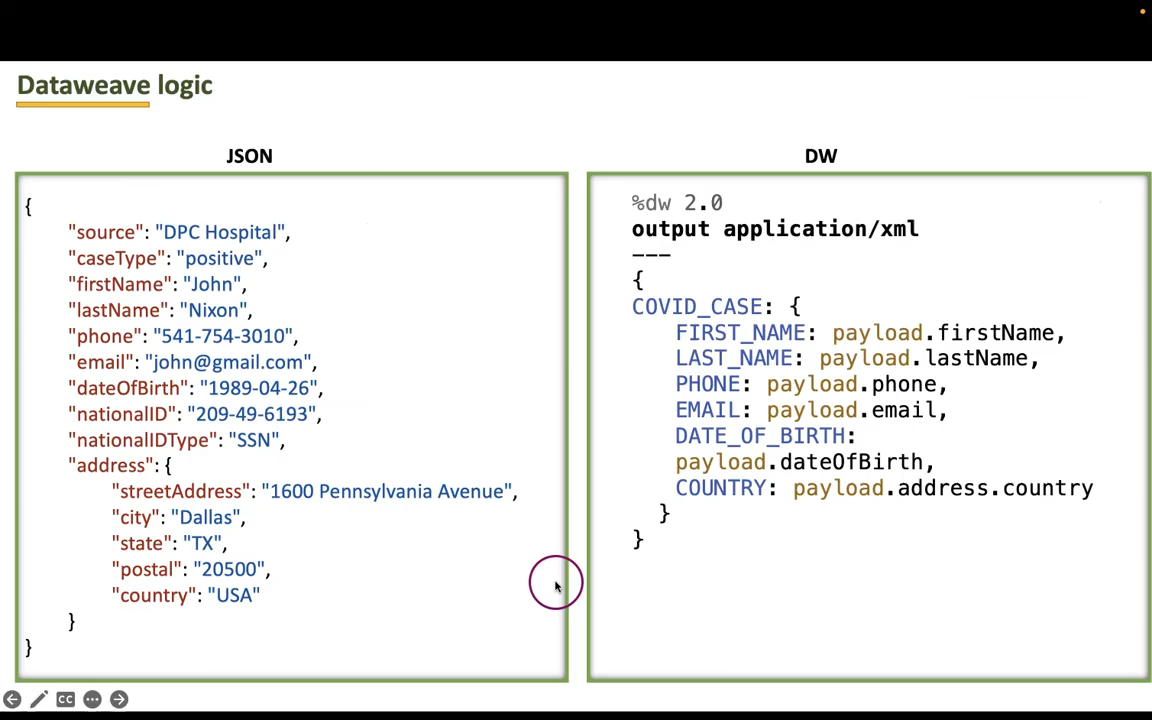 Dataweave logic
JSON
{
"source": "DPC Hospital",
"caseType": "positive",
"firstName": "John",
"lastName": "Nixon",
"phone": "541-754-3010",
"email": "john@gmail.com",
"dateOfBirth": "1989-04-26",
"nationalID": "209-49-6193",
"nationalIDType": "SSN",
"address": {
"streetAddress": "1600 Pennsylvania Avenue",
"city": "Dallas",
"state": "TX",
"postal": "20500",
"country": "USA"
}
}
DW
%dw 2.0
output application/xml
---
{
COVID_CASE: {
FIRST_NAME: payload.firstName,
LAST_NAME: payload.lastName,
PHONE: payload.phone,
EMAIL: payload.email,
DATE_OF_BIRTH:
payload.dateOfBirth,
COUNTRY: payload.address.country
}
}
CC